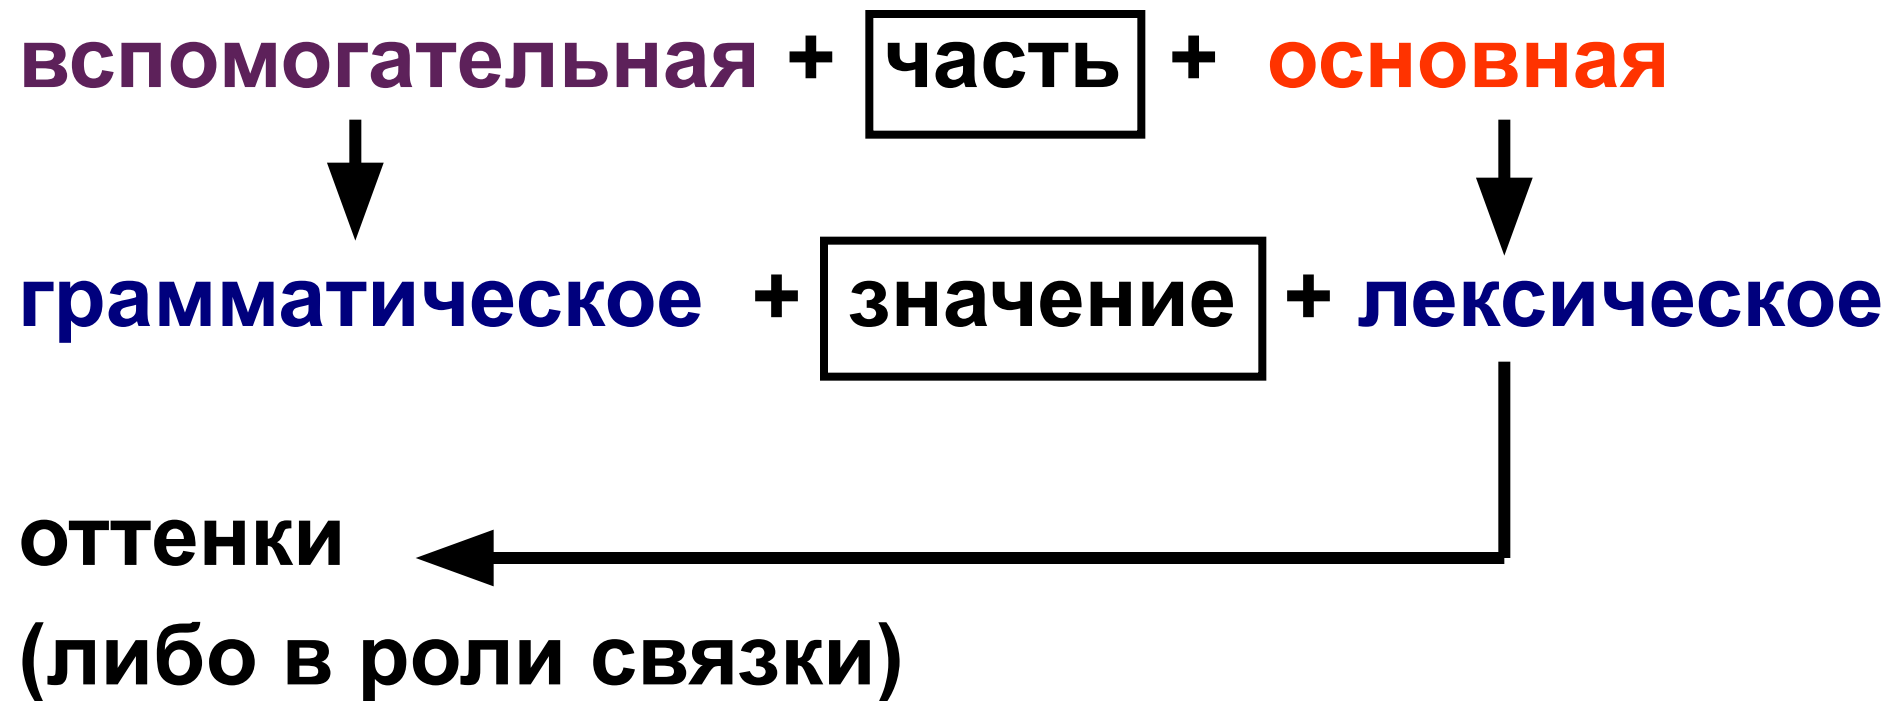 вспомогательная + часть + основная
грамматическое + значение + лексическое
оттенки
(либо в роли связки)